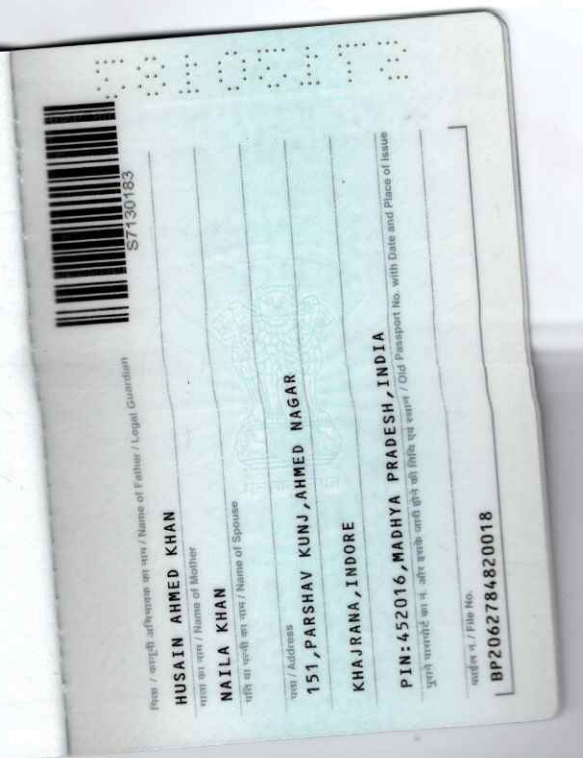 S7130183
पिता / कानूनी अभिभावक का नाम / Name of Father / Legal Guardian
HUSAIN AHMED KHAN
माता का नाम / Name of Mother
NAILA KHAN
पति या पत्नी का नाम / Name of Spouse
पता / Address
151,PARSHAV KUNJ,AHMED NAGAR
KHAJRANA,INDORE
PIN:452016,MADHYA PRADESH,INDIA
पुराने पासपोर्ट का नं. और इसके जारी होने की तिथि एवं स्थान / Old Passport No. with Date and Place of Issue
फाईल नं / File No.
BP2062784820018